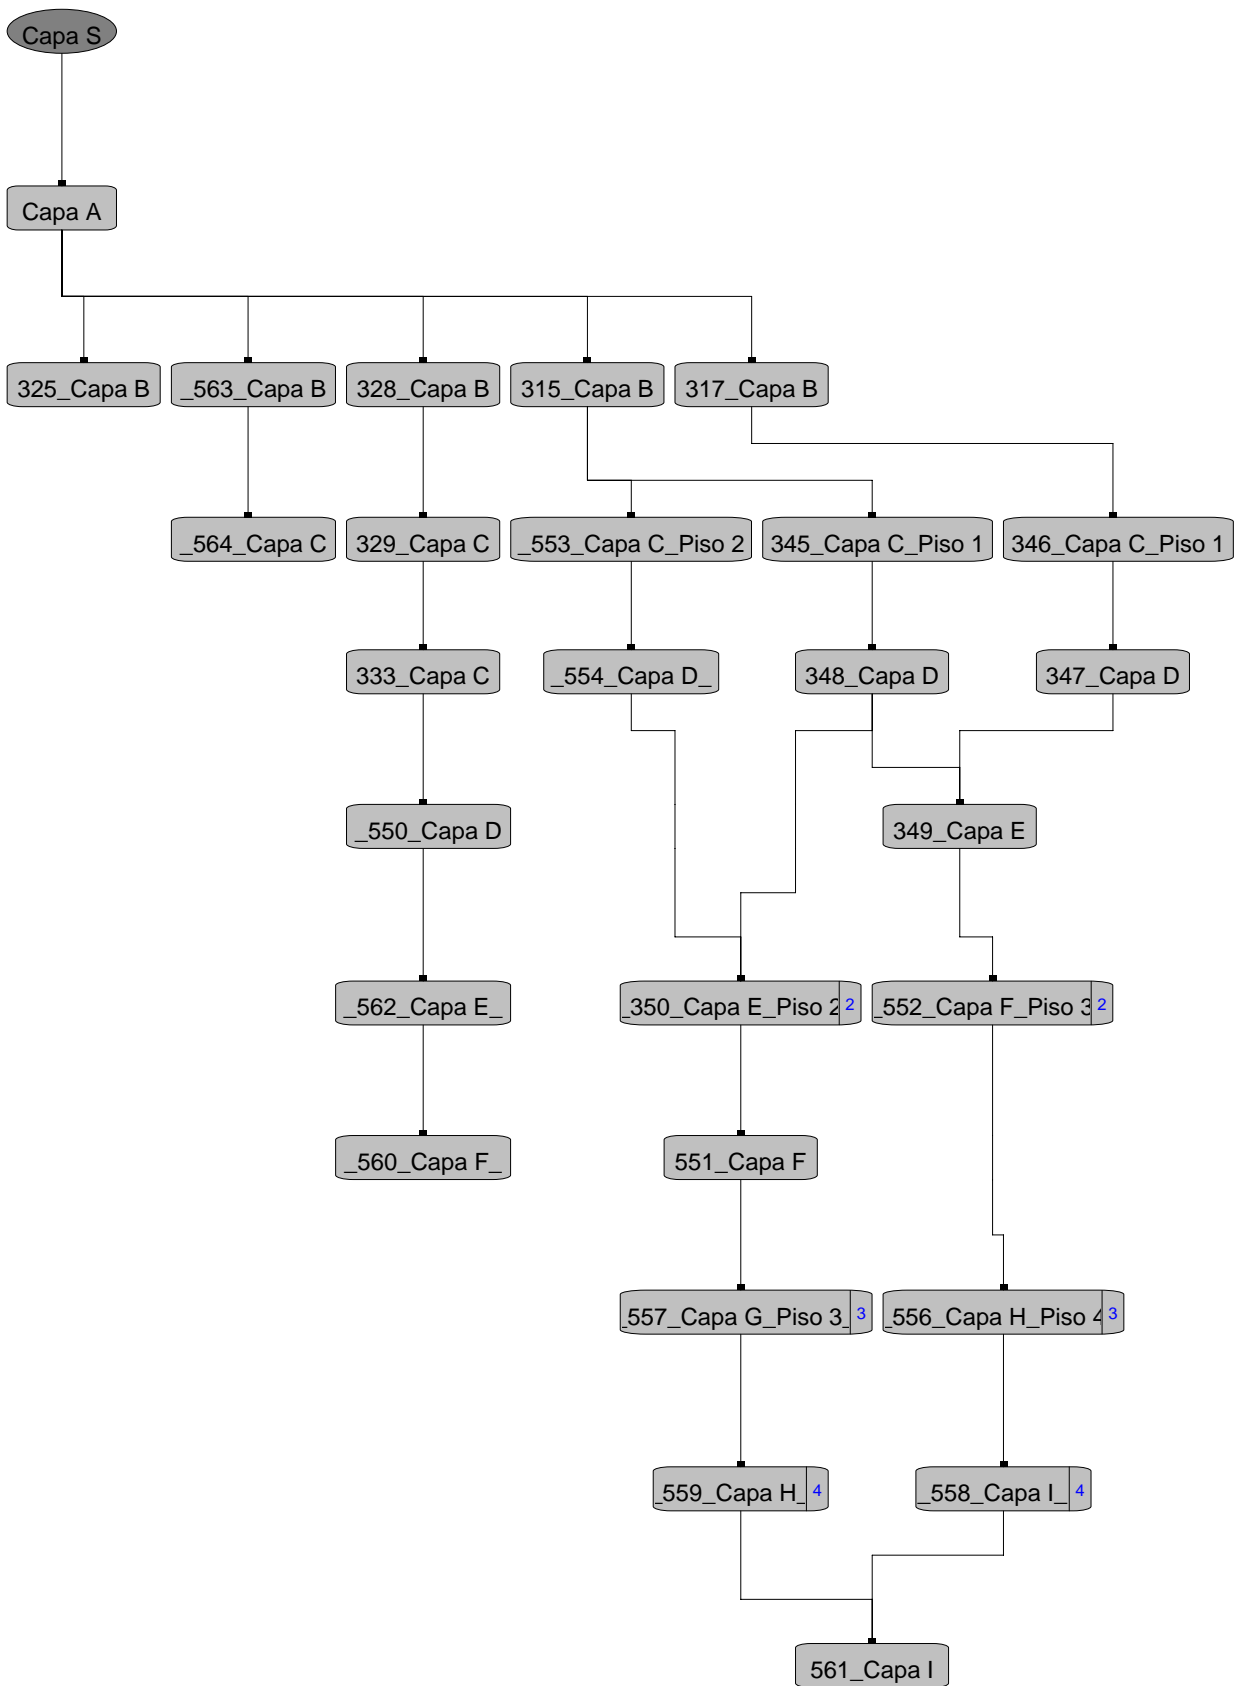 Capa S
Capa A
325_Capa B
_563_Capa B
328_Capa B
315_Capa B
317_Capa B
_564_Capa C
329_Capa C
_553_Capa C_Piso 2
345_Capa C_Piso 1
346_Capa C_Piso 1
333_Capa C
_554_Capa D_
348_Capa D
347_Capa D
_550_Capa D
349_Capa E
_562_Capa E_
_350_Capa E_Piso 2 2
_552_Capa F_Piso 3 2
_560_Capa F_
551_Capa F
_557_Capa G_Piso 3_ 3
_556_Capa H_Piso 4 3
_559_Capa H_ 4
_558_Capa I_ 4
561_Capa I